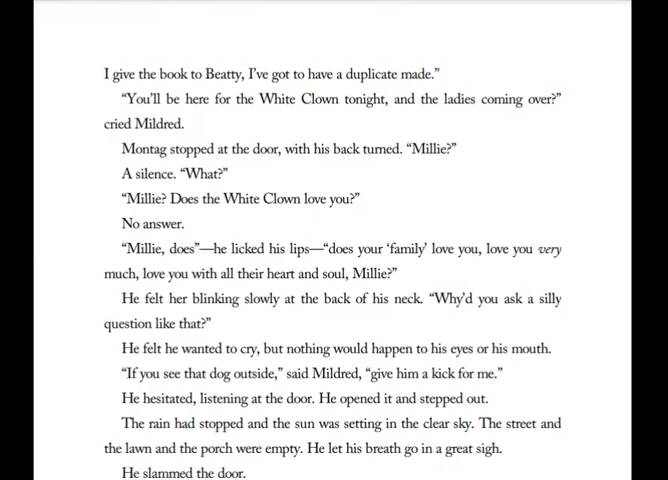 I give the book to Beatty, I've got to have a duplicate made.”
“You'll be here for the White Clown tonight, and the ladies coming over?”
cried Mildred.
Montag stopped at the door, with his back turned. “Millie?”
A silence. “What?”
“Millie? Does the White Clown love you?”
No answer.
“Millie, does”—he licked his lips—“does your ‘family’ love you, love you very
much, love you with all their heart and soul, Millie?”
He felt her blinking slowly at the back of his neck. “Why'd you ask a silly
question like that?”
He felt he wanted to cry, but nothing would happen to his eyes or his mouth.
“If you see that dog outside,” said Mildred, “give him a kick for me.”
He hesitated, listening at the door. He opened it and stepped out.
The rain had stopped and the sun was setting in the clear sky. The street and
the lawn and the porch were empty. He let his breath go in a great sigh.
He slammed the door.